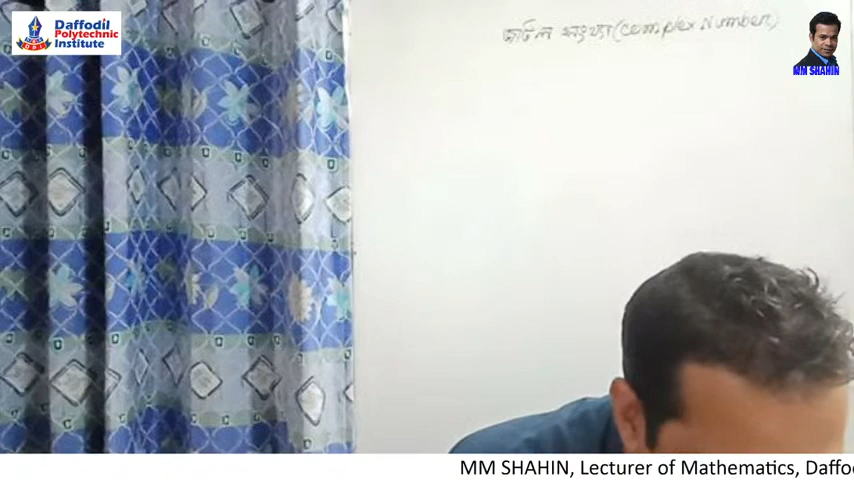 Daffodil
Polytechnic
Institute
জটিল সংখ্যা (Complex Number)
MM SHAHIN
MM SHAHIN, Lecturer of Mathematics, Daffo